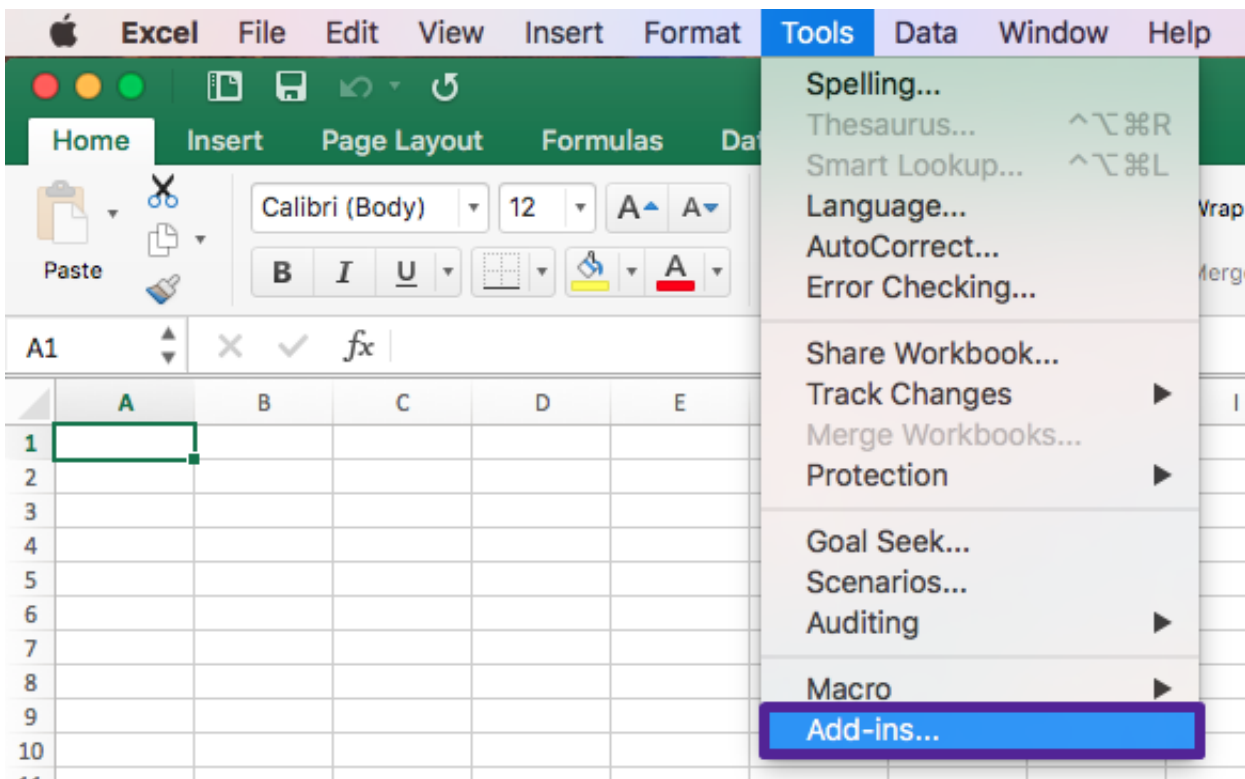 Excel File Edit View Insert Format Tools Data Window Help
Home Insert Page Layout Formulas
Spelling...
Thesaurus... ^⌥⌘R
Smart Lookup... ^⌥⌘L
Language...
AutoCorrect...
Error Checking...
Share Workbook...
Track Changes
Merge Workbooks...
Protection
Goal Seek...
Scenarios...
Auditing
Macro
Add-ins...
Calibri (Body) 12 A A
Paste B I U A
A1 fx
A B C D E I
1
2
3
4
5
6
7
8
9
10